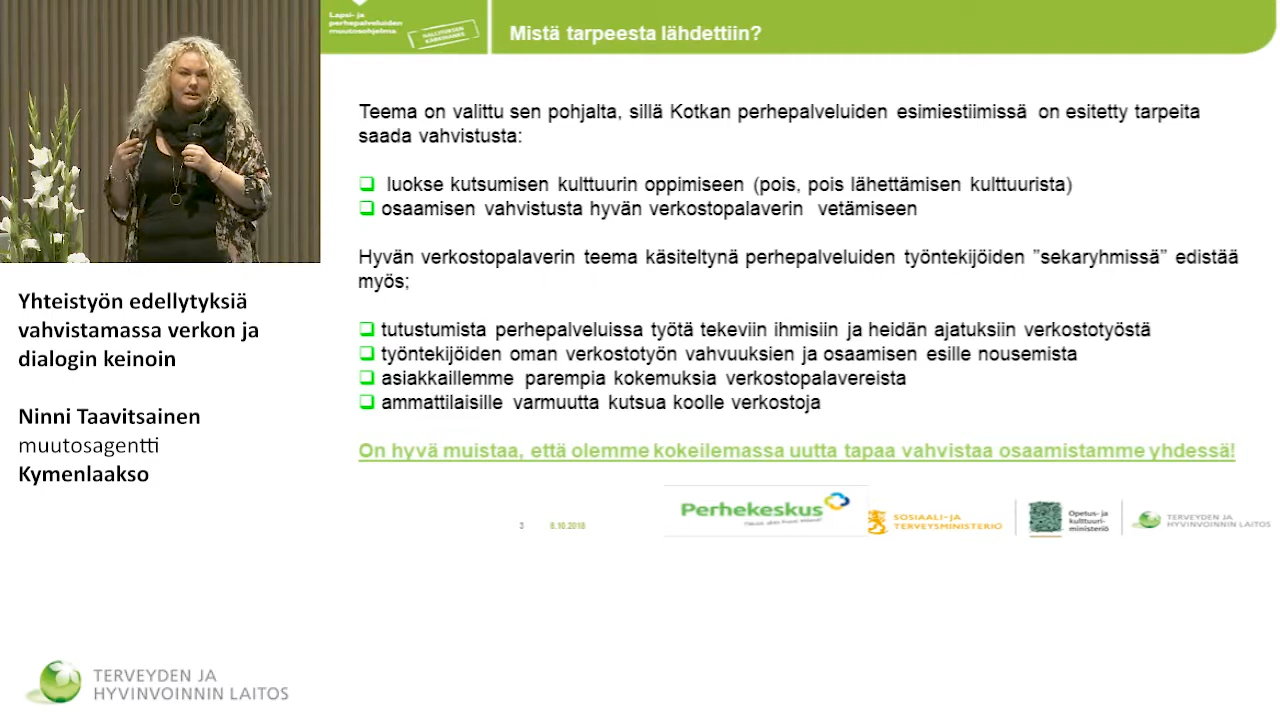 Lapsi- ja
perhepalveluiden
muutosohjelma
HALLITUKSEN
KÄRKIHANKE
Mistä tarpeesta lähdettiin?
Teema on valittu sen pohjalta, sillä Kotkan perhepalveluiden esimiestiimissä on esitetty tarpeita
saada vahvistusta:
luokse kutsumisen kulttuurin oppimiseen (pois, pois lähettämisen kulttuurista)
osaamisen vahvistusta hyvän verkostopalaverin vetämiseen
Hyvän verkostopalaverin teema käsiteltynä perhepalveluiden työntekijöiden ”sekaryhmissä” edistää
myös;
tutustumista perhepalveluissa työtä tekeviin ihmisiin ja heidän ajatuksiin verkostotyöstä
työntekijöiden oman verkostotyön vahvuuksien ja osaamisen esille nousemista
asiakkaillemme parempia kokemuksia verkostopalavereista
ammattilaisille varmuutta kutsua koolle verkostoja
On hyvä muistaa, että olemme kokeilemassa uutta tapaa vahvistaa osaamistamme yhdessä!
3 8.10.2018
Perhekeskus
SOSIAALI- JA
TERVEYSMINISTERIÖ
Opetus- ja
kulttuuri-
ministeriö
TERVEYDEN JA
HYVINVOINNIN LAITOS
Yhteistyön edellytyksiä
vahvistamassa verkon ja
dialogin keinoin
Ninni Taavitsainen
muutosagentti
Kymenlaakso
TERVEYDEN JA
HYVINVOINNIN LAITOS